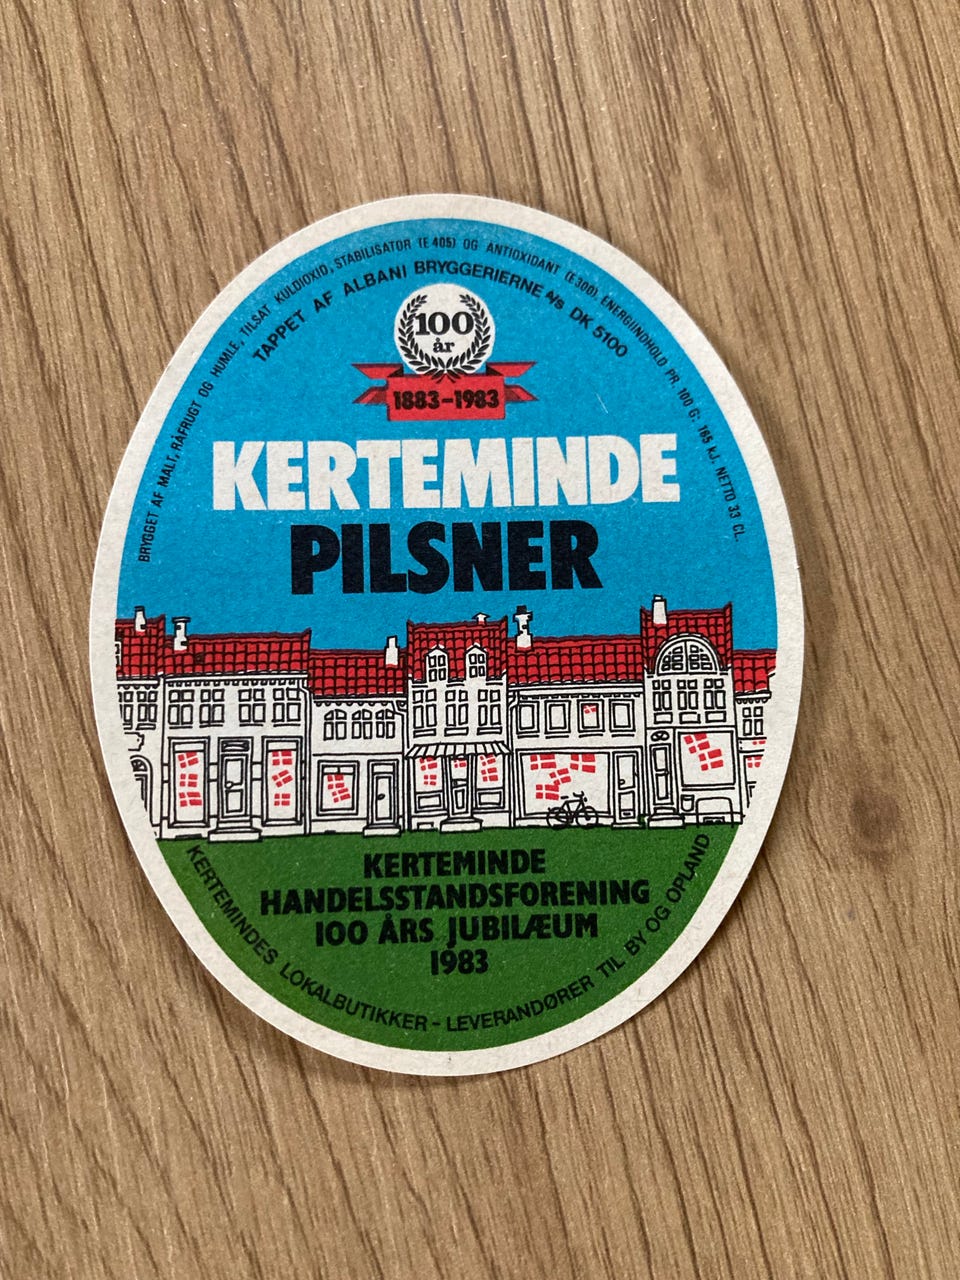 BRYGGET AF MALT, RÅFRUGT OG HUMLE, TILSAT KULDIOXID, STABILISATOR (E 405) OG ANTIOXIDANT (E 300). ENERGIINDHOLD PR. 100 G: 165 kJ. NETTO 33 CL.
TAPPET AF ALBANI BRYGGERIERNE A/S DK 5100
100
år
1883-1983
KERTEMINDE
PILSNER
KERTEMINDE
HANDELSSTANDSFORENING
100 ÅRS JUBILÆUM
1983
KERTEMINDES LOKALBUTIKKER - LEVERANDØRER TIL BY OG OPLAND